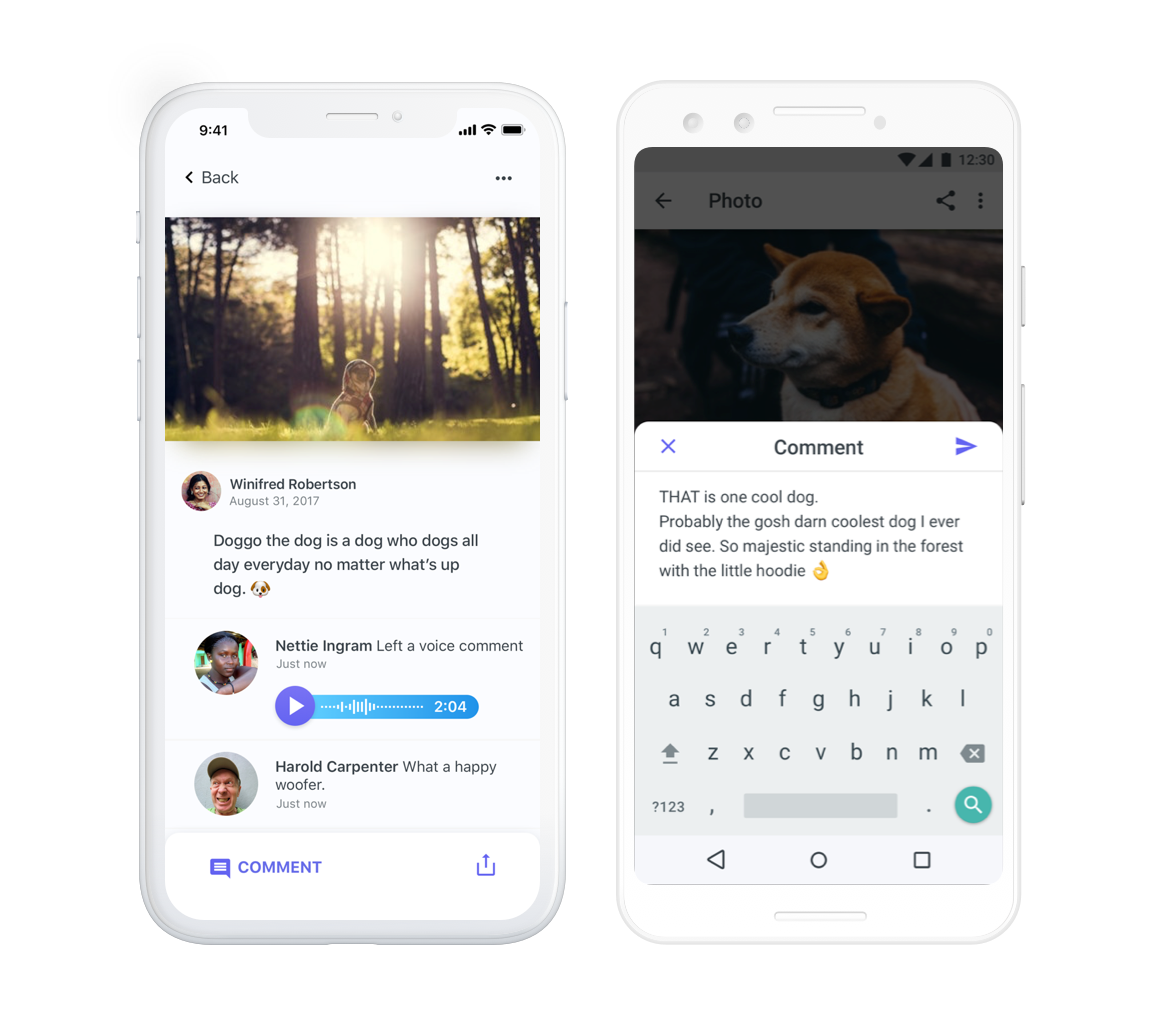 9:41
Back
Winifred Robertson
August 31, 2017
Doggo the dog is a dog who dogs all
day everyday no matter what’s up
dog. 🐶
Nettie Ingram Left a voice comment
Just now
2:04
Harold Carpenter What a happy
woofer.
Just now
COMMENT
12:30
Photo
Comment
THAT is one cool dog.
Probably the gosh darn coolest dog I ever
did see. So majestic standing in the forest
with the little hoodie 👌
1 2 3 4 5 6 7 8 9 0
q w e r t y u i o p
a s d f g h j k l
z x c v b n m
?123 , .